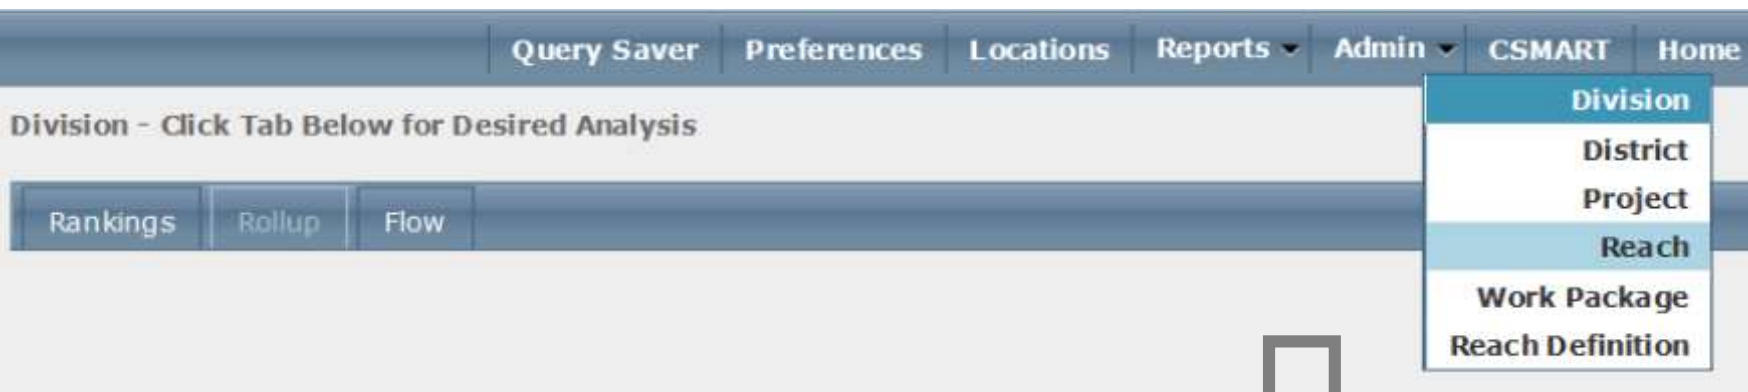 Query Saver Preferences Locations Reports Admin CSMART Home
Division - Click Tab Below for Desired Analysis
Rankings Rollup Flow
Division
District
Project
Reach
Work Package
Reach Definition